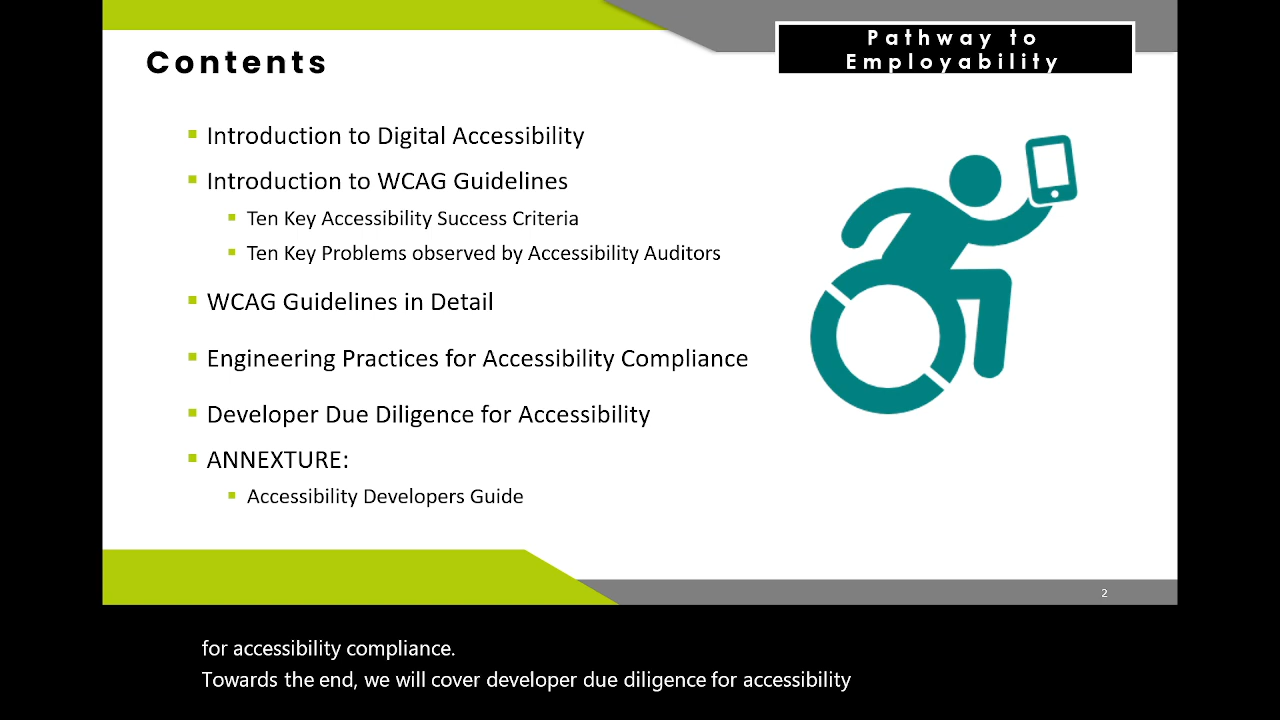 Pathway to
Employability
Contents
Introduction to Digital Accessibility
Introduction to WCAG Guidelines
Ten Key Accessibility Success Criteria
Ten Key Problems observed by Accessibility Auditors
WCAG Guidelines in Detail
Engineering Practices for Accessibility Compliance
Developer Due Diligence for Accessibility
ANNEXTURE:
Accessibility Developers Guide
2
for accessibility compliance.
Towards the end, we will cover developer due diligence for accessibility